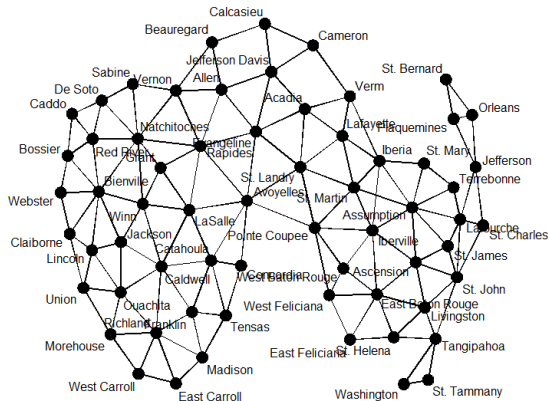 Calcasieu
Beauregard
Cameron
Jefferson Davis
St. Bernard
Sabine
Vernon
Allen
Verm
De Soto
Acadia
Caddo
Orleans
Plaquemines
Natchitoches
Lafayette
Evangeline
Bossier
Red River
Rapides
Iberia
St. Mary
Jefferson
Grant
St. Landry
Terrebonne
Bienville
Avoyelles
St. Martin
Webster
Winn
LaSalle
Assumption
Lafourche
St. Charles
Claiborne
Jackson
Pointe Coupee
Iberville
Lincoln
Catahoula
St. James
Caldwell
Concordia
West Baton Rouge
Ascension
St. John
Union
Ouachita
West Feliciana
East Baton Rouge
Livingston
Richland
Franklin
Tensas
Morehouse
East Feliciana
St. Helena
Tangipahoa
Madison
West Carroll
East Carroll
Washington
St. Tammany